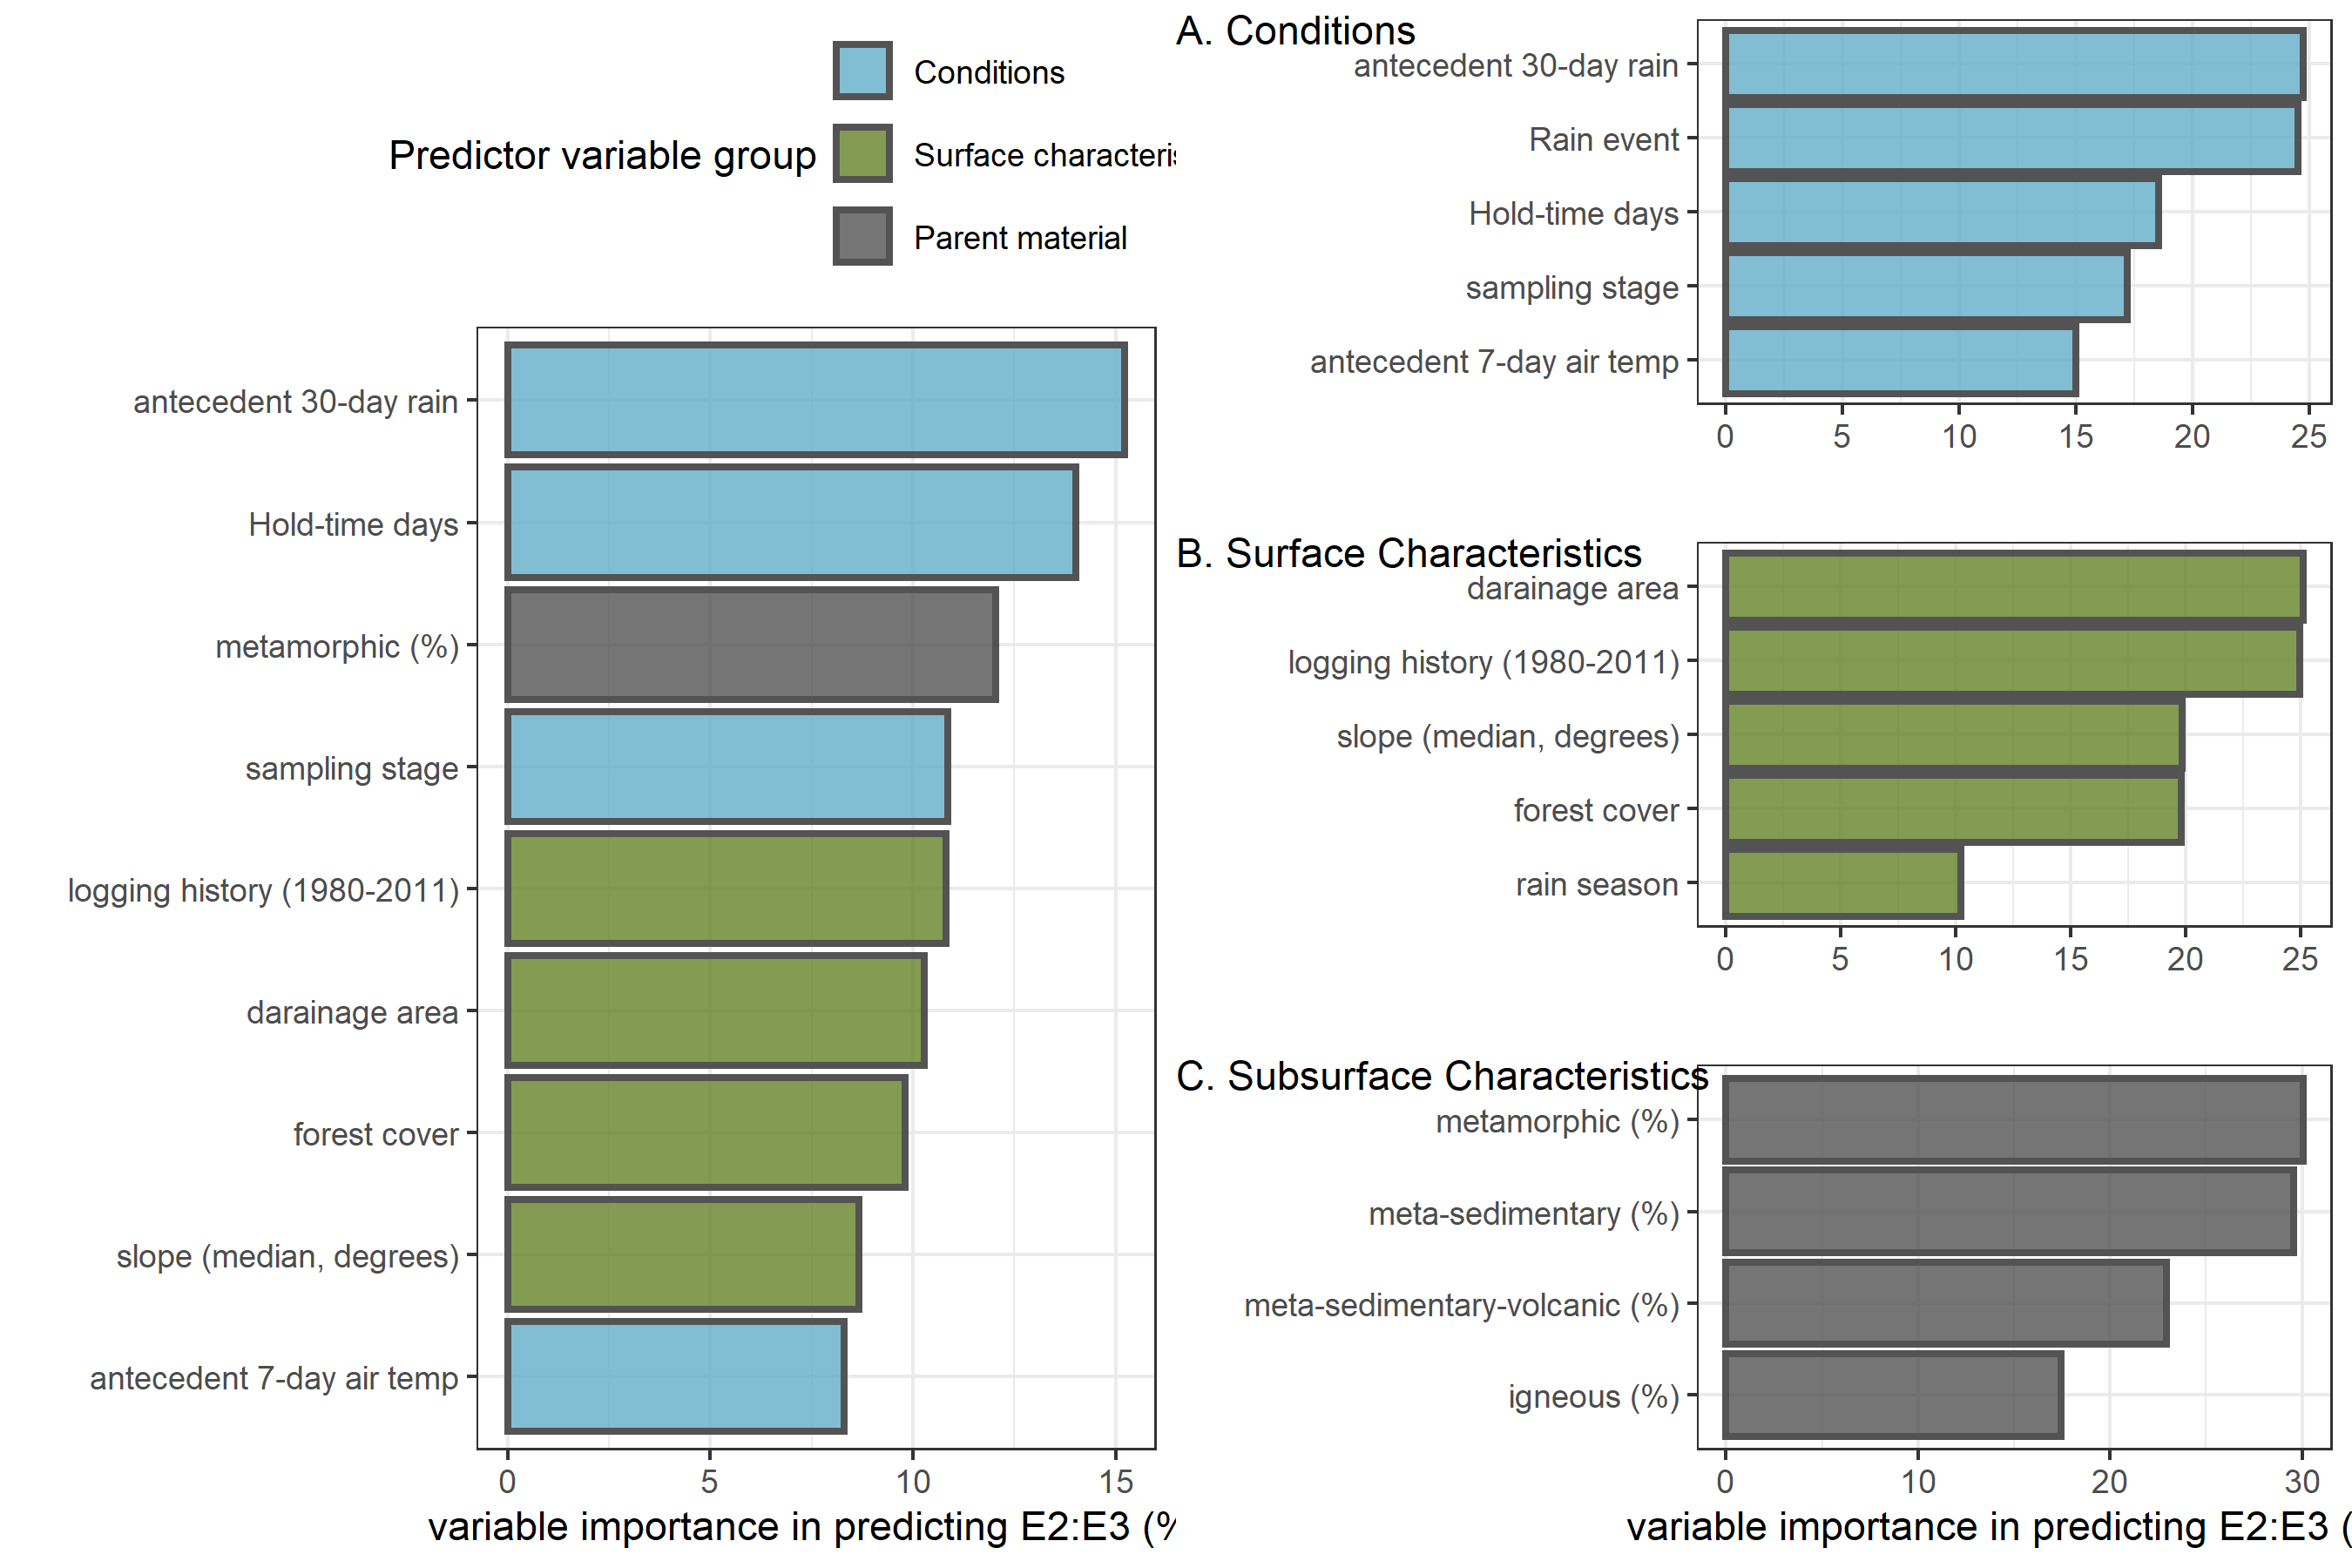 Predictor variable group
Conditions
Surface characteris
Parent material
antecedent 30-day rain
Hold-time days
metamorphic (%)
sampling stage
logging history (1980-2011)
darainage area
forest cover
slope (median, degrees)
antecedent 7-day air temp
0 5 10 15
variable importance in predicting E2:E3 (%
A. Conditions
antecedent 30-day rain
Rain event
Hold-time days
sampling stage
antecedent 7-day air temp
0 5 10 15 20 25
B. Surface Characteristics
darainage area
logging history (1980-2011)
slope (median, degrees)
forest cover
rain season
0 5 10 15 20 25
C. Subsurface Characteristics
metamorphic (%)
meta-sedimentary (%)
meta-sedimentary-volcanic (%)
igneous (%)
0 10 20 30
variable importance in predicting E2:E3 (